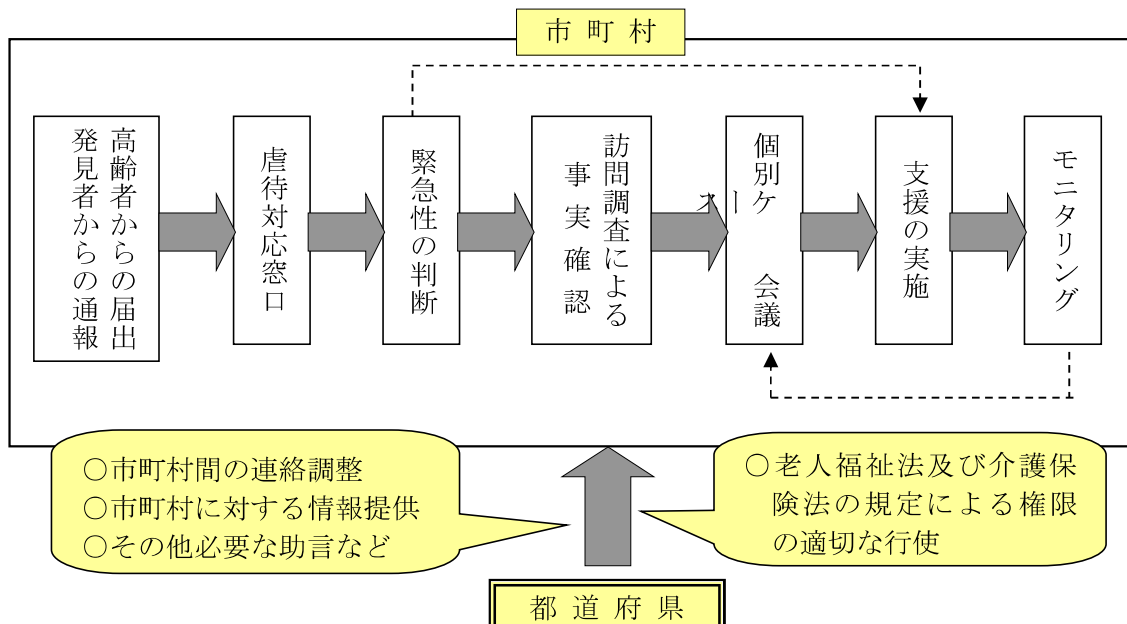 市町村
高齢者からの届出
発見者からの通報
虐待対応窓口
緊急性の判断
訪問調査による
事実確認
個別ケ
ース
会議
支援の実施
モニタリング
○市町村間の連絡調整
○市町村に対する情報提供
○その他必要な助言など
○老人福祉法及び介護保
険法の規定による権限
の適切な行使
都道府県